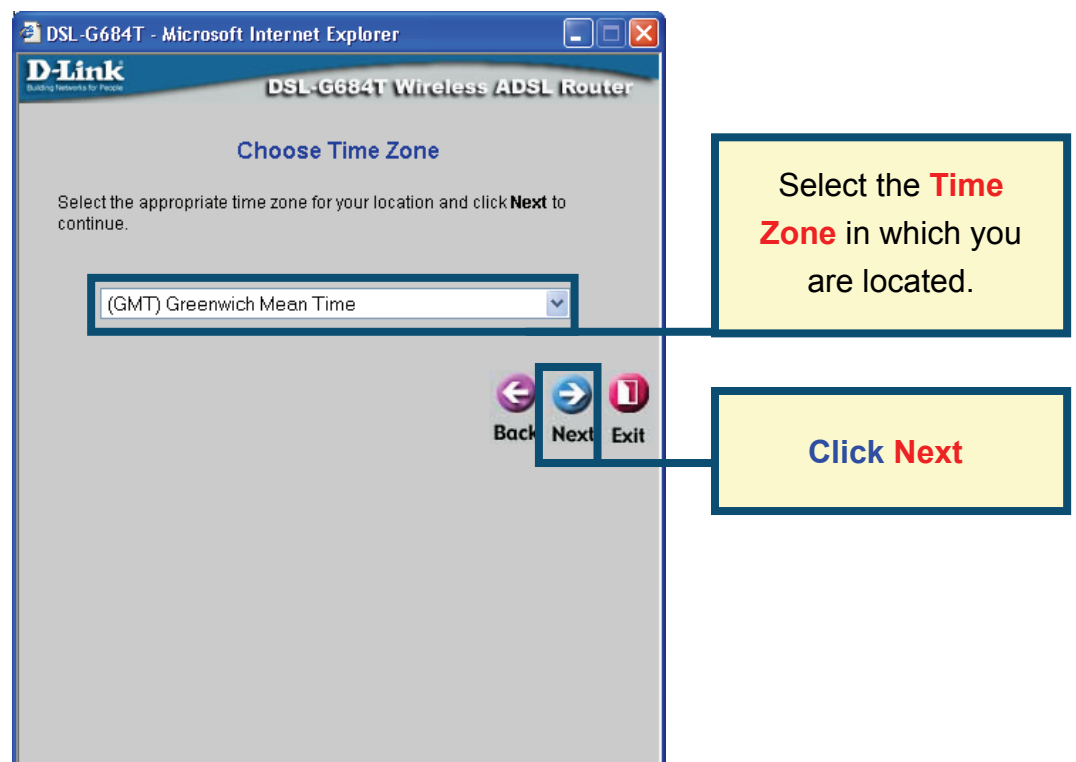 DSL-G684T - Microsoft Internet Explorer
D-Link
Building Networks for People
DSL-G684T Wireless ADSL Router
Choose Time Zone
Select the appropriate time zone for your location and click Next to
continue.
(GMT) Greenwich Mean Time
Back Next Exit
Select the Time
Zone in which you
are located.
Click Next